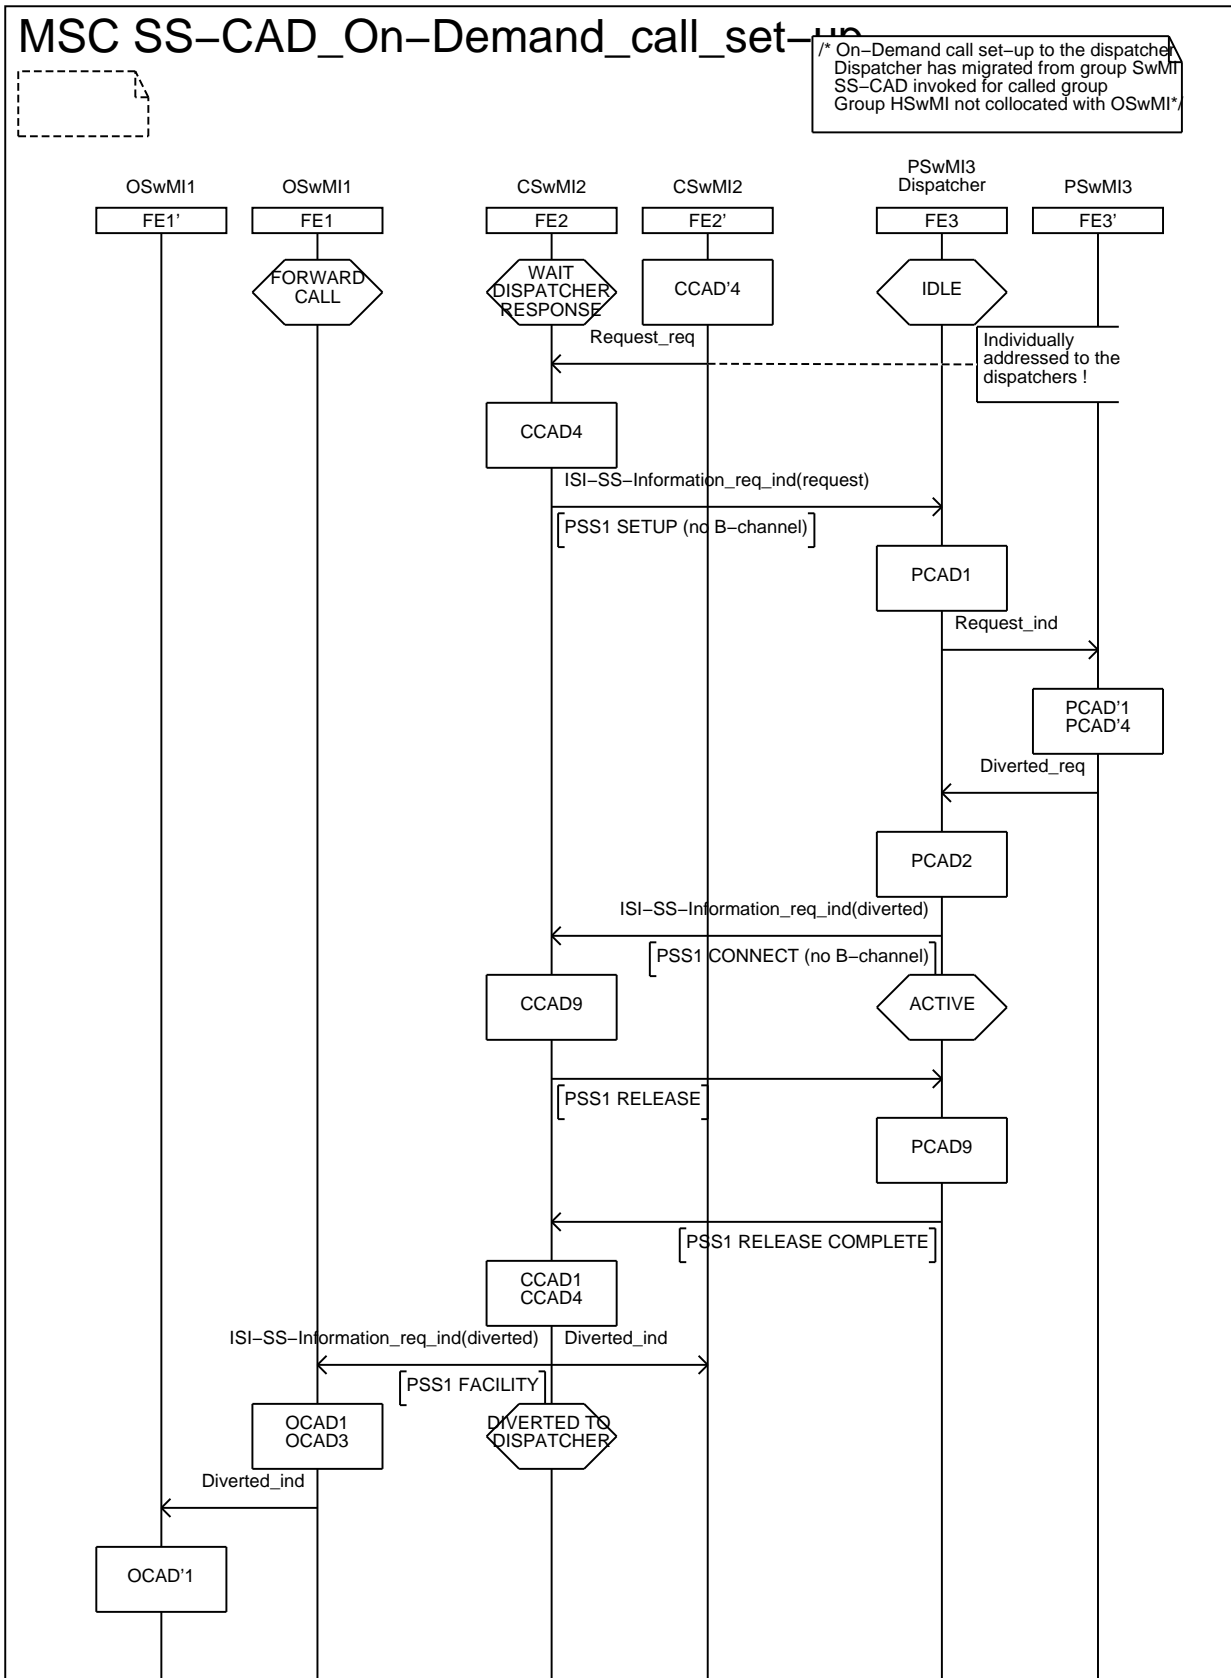 MSC SS−CAD_On−Demand_call_set−up
/* On−Demand call set−up to the dispatcher
Dispatcher has migrated from group SwMI
SS−CAD invoked for called group
Group HSwMI not collocated with OSwMI*/
OSwMI1
OSwMI1
CSwMI2
CSwMI2
PSwMI3
Dispatcher
PSwMI3
FE1'
FE1
FE2
FE2'
FE3
FE3'
FORWARD
CALL
WAIT
DISPATCHER
RESPONSE
CCAD'4
IDLE
Request_req
Individually
addressed to the
dispatchers !
CCAD4
ISI−SS−Information_req_ind(request)
PSS1 SETUP (no B−channel)
PCAD1
Request_ind
PCAD'1
PCAD'4
Diverted_req
PCAD2
ISI−SS−Information_req_ind(diverted)
PSS1 CONNECT (no B−channel)
CCAD9
ACTIVE
PSS1 RELEASE
PCAD9
PSS1 RELEASE COMPLETE
CCAD1
CCAD4
ISI−SS−Information_req_ind(diverted)
Diverted_ind
PSS1 FACILITY
OCAD1
OCAD3
DIVERTED TO
DISPATCHER
Diverted_ind
OCAD'1